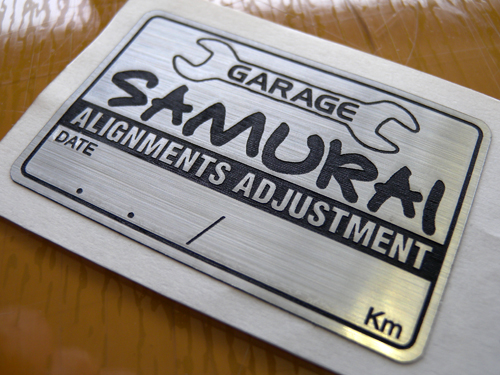 GARAGE
SAMURAI
ALIGNMENTS ADJUSTMENT
DATE
. . /
Km